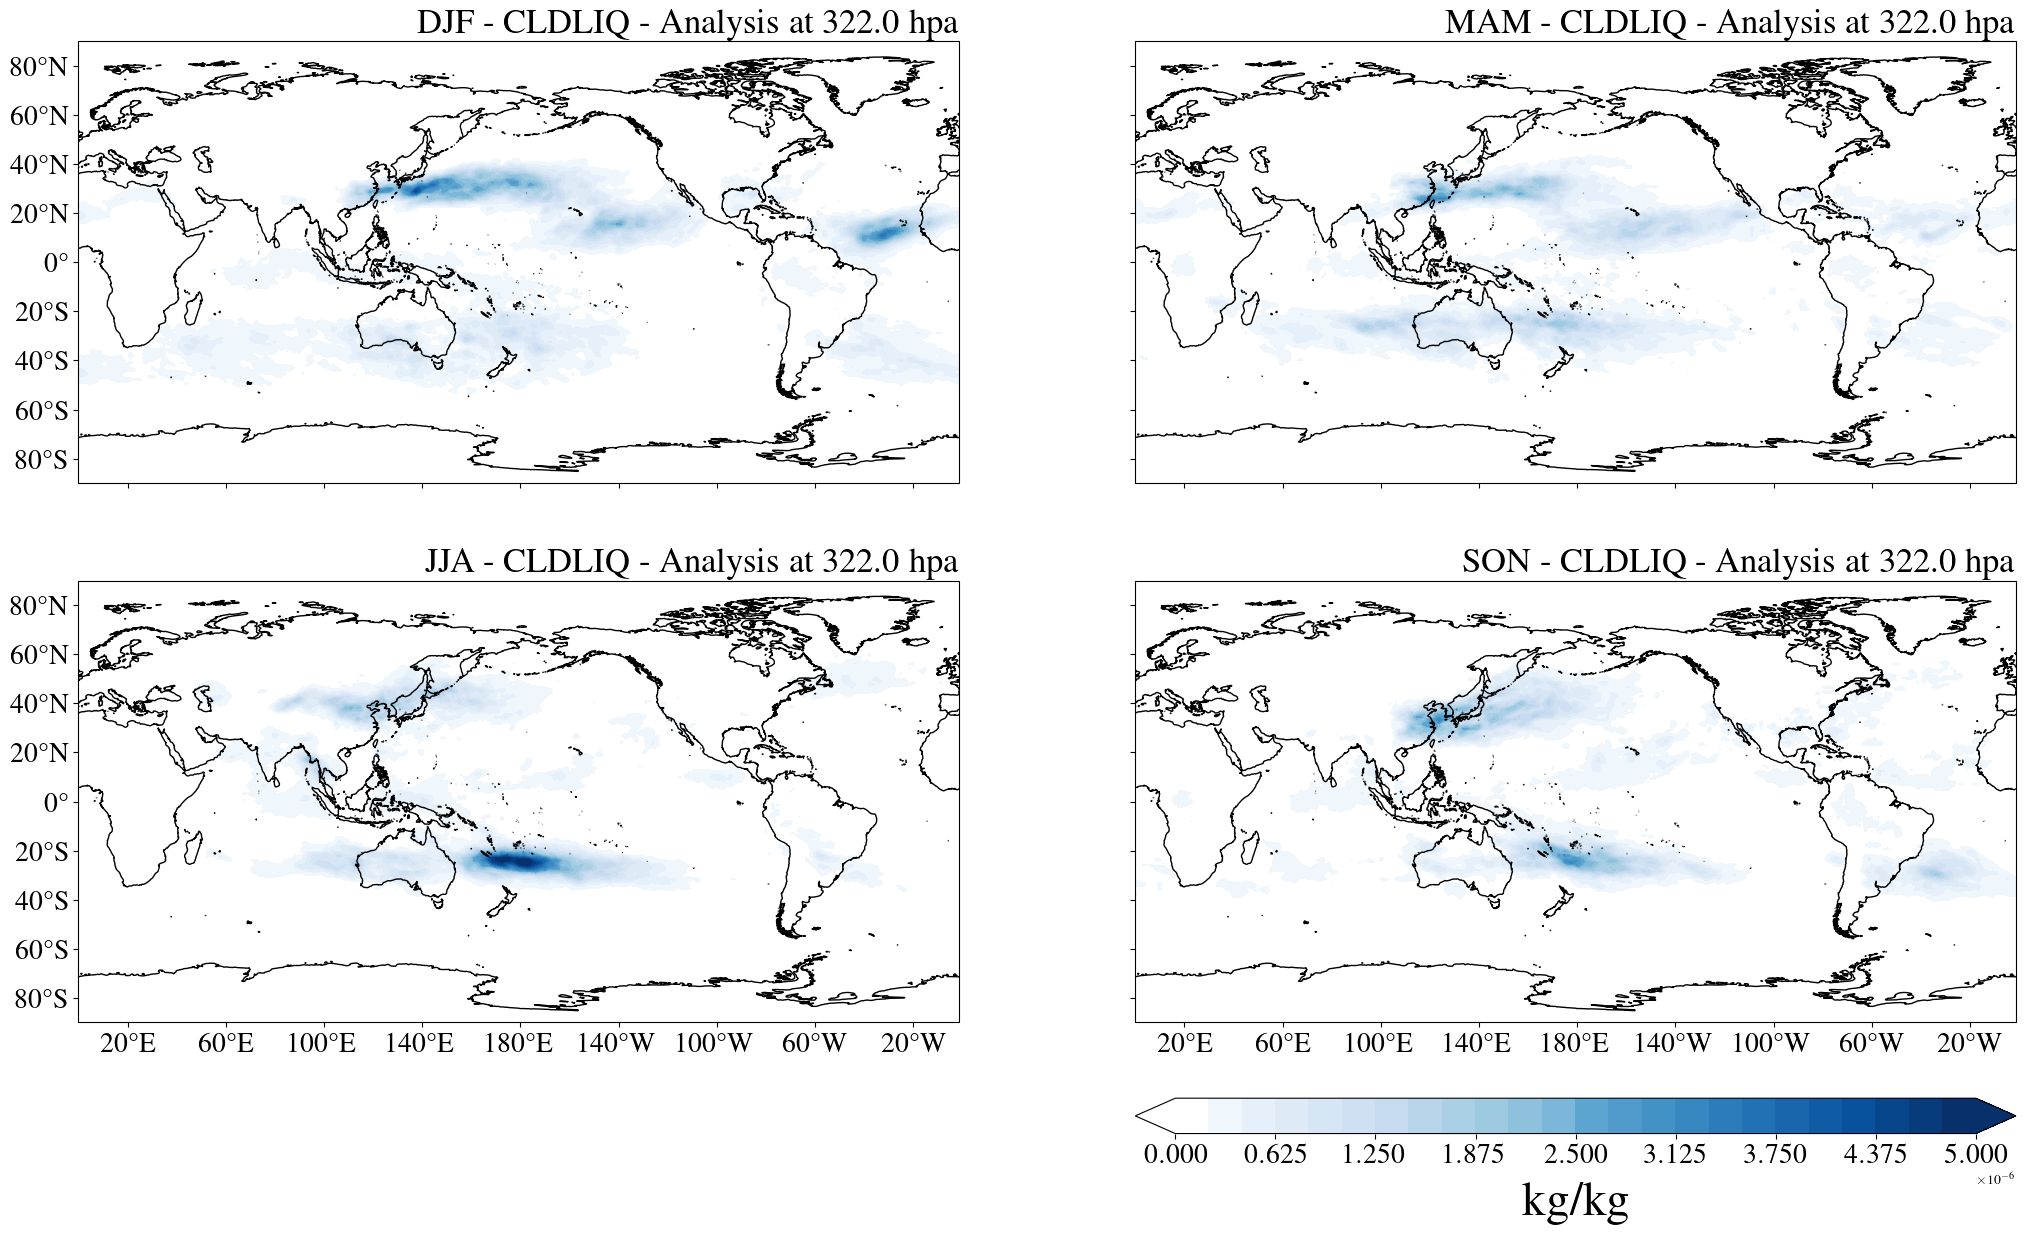 DJF - CLDLIQ - Analysis at 322.0 hpa
MAM - CLDLIQ - Analysis at 322.0 hpa
80°N
60°N
40°N
20°N
0°
20°S
40°S
60°S
80°S
JJA - CLDLIQ - Analysis at 322.0 hpa
SON - CLDLIQ - Analysis at 322.0 hpa
80°N
60°N
40°N
20°N
0°
20°S
40°S
60°S
80°S
20°E 60°E 100°E 140°E 180°E 140°W 100°W 60°W 20°W
20°E 60°E 100°E 140°E 180°E 140°W 100°W 60°W 20°W
0.000 0.625 1.250 1.875 2.500 3.125 3.750 4.375 5.000
×10⁻⁶
kg/kg